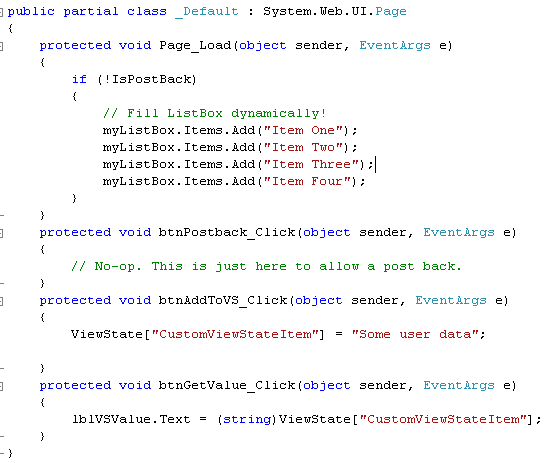 public partial class _Default : System.Web.UI.Page
{
    protected void Page_Load(object sender, EventArgs e)
    {
        if (!IsPostBack)
        {
            // Fill ListBox dynamically!
            myListBox.Items.Add("Item One");
            myListBox.Items.Add("Item Two");
            myListBox.Items.Add("Item Three");
            myListBox.Items.Add("Item Four");
        }
    }
    protected void btnPostback_Click(object sender, EventArgs e)
    {
        // No-op. This is just here to allow a post back.
    }
    protected void btnAddToVS_Click(object sender, EventArgs e)
    {
        ViewState["CustomViewStateItem"] = "Some user data";
    }
    protected void btnGetValue_Click(object sender, EventArgs e)
    {
        lblVSValue.Text = (string)ViewState["CustomViewStateItem"];
    }
}